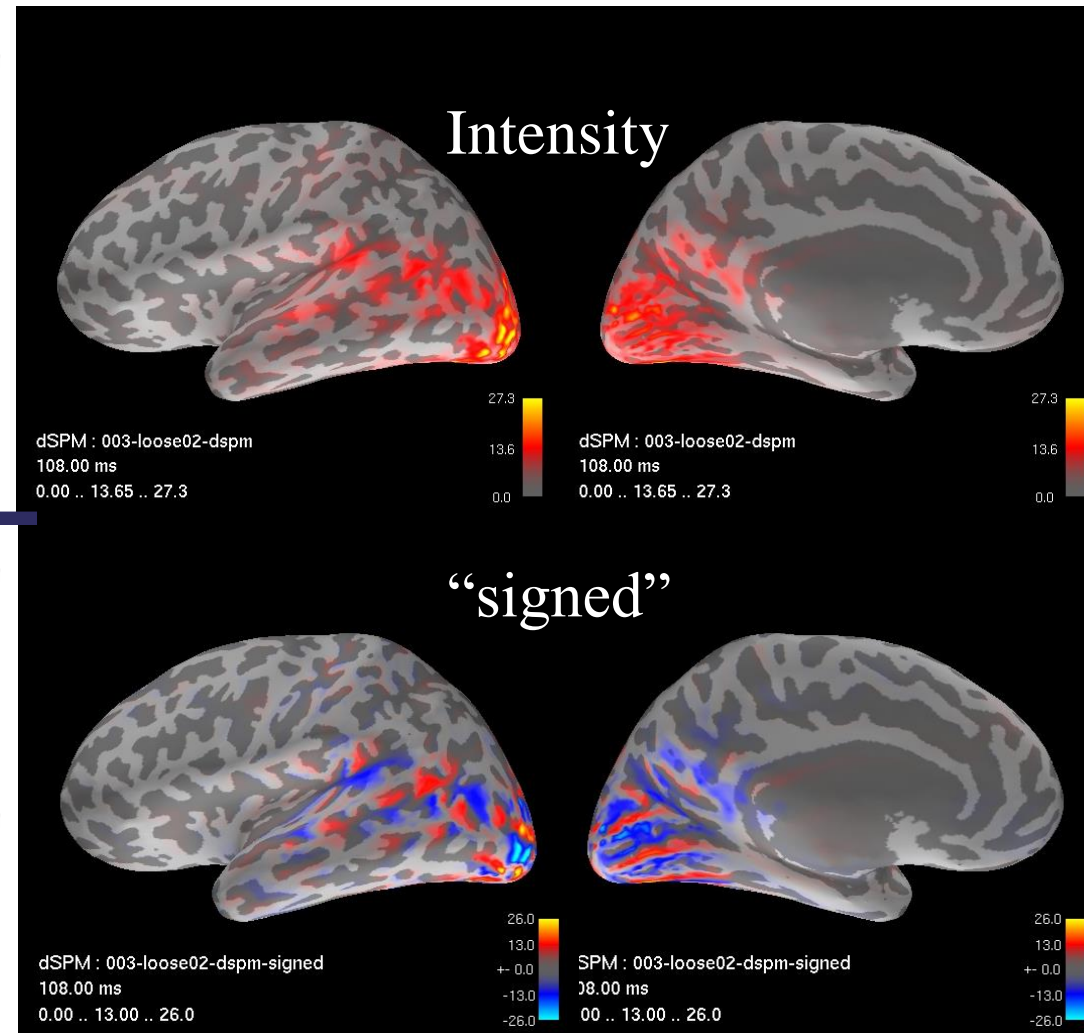 Intensity
27.3
13.6
0.0
dSPM : 003-loose02-dspm
108.00 ms
0.00 .. 13.65 .. 27.3
27.3
13.6
0.0
dSPM : 003-loose02-dspm
108.00 ms
0.00 .. 13.65 .. 27.3
“signed”
26.0
13.0
+- 0.0
-13.0
-26.0
dSPM : 003-loose02-dspm-signed
108.00 ms
0.00 .. 13.00 .. 26.0
26.0
13.0
+- 0.0
-13.0
-26.0
SPM : 003-loose02-dspm-signed
08.00 ms
00 .. 13.00 .. 26.0